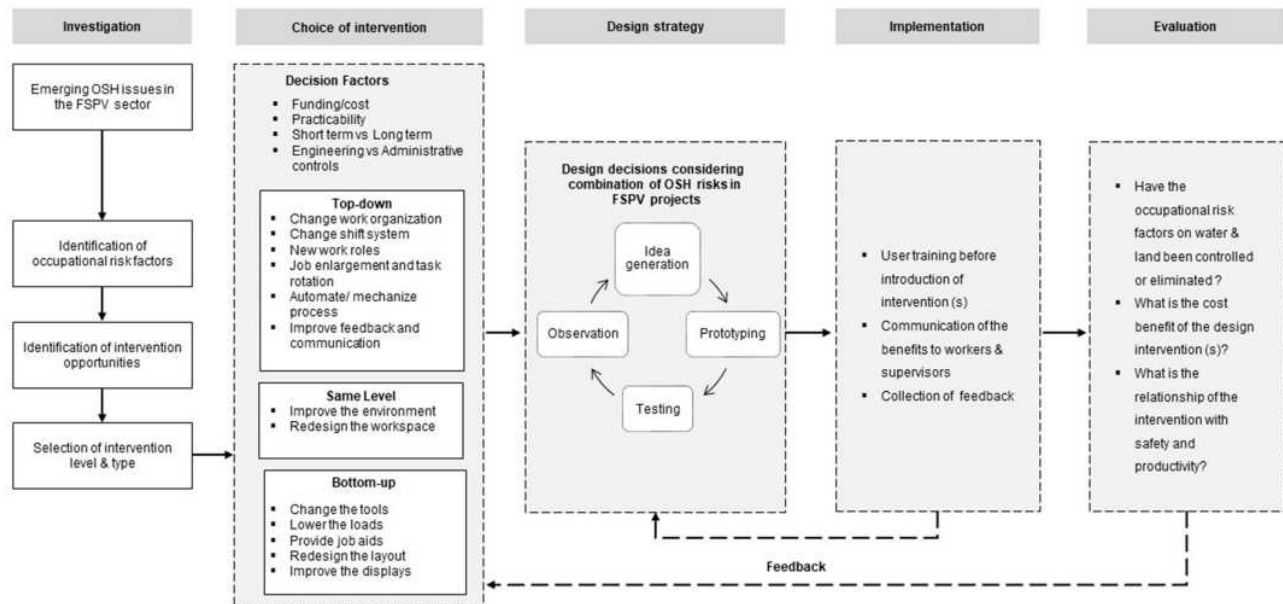 Investigation
Emerging OSH issues in
the FSPV sector
Identification of
occupational risk factors
Identification of intervention
opportunities
Selection of intervention
level & type
Choice of intervention
Decision Factors
▪ Funding/cost
▪ Practicability
▪ Short term vs Long term
▪ Engineering vs Administrative
controls
Top-down
▪ Change work organization
▪ Change shift system
▪ New work roles
▪ Job enlargement and task
rotation
▪ Automate/ mechanize
process
▪ Improve feedback and
communication
Same Level
▪ Improve the environment
▪ Redesign the workspace
Bottom-up
▪ Change the tools
▪ Lower the loads
▪ Provide job aids
▪ Redesign the layout
▪ Improve the displays
Design strategy
Design decisions considering
combination of OSH risks in
FSPV projects
Idea
generation
Observation
Prototyping
Testing
Implementation
▪ User training before
introduction of
intervention (s)
▪ Communication of the
benefits to workers &
supervisors
▪ Collection of feedback
Evaluation
▪ Have the
occupational risk
factors on water &
land been controlled
or eliminated ?
▪ What is the cost
benefit of the design
intervention (s)?
▪ What is the
relationship of the
intervention with
safety and
productivity?
Feedback